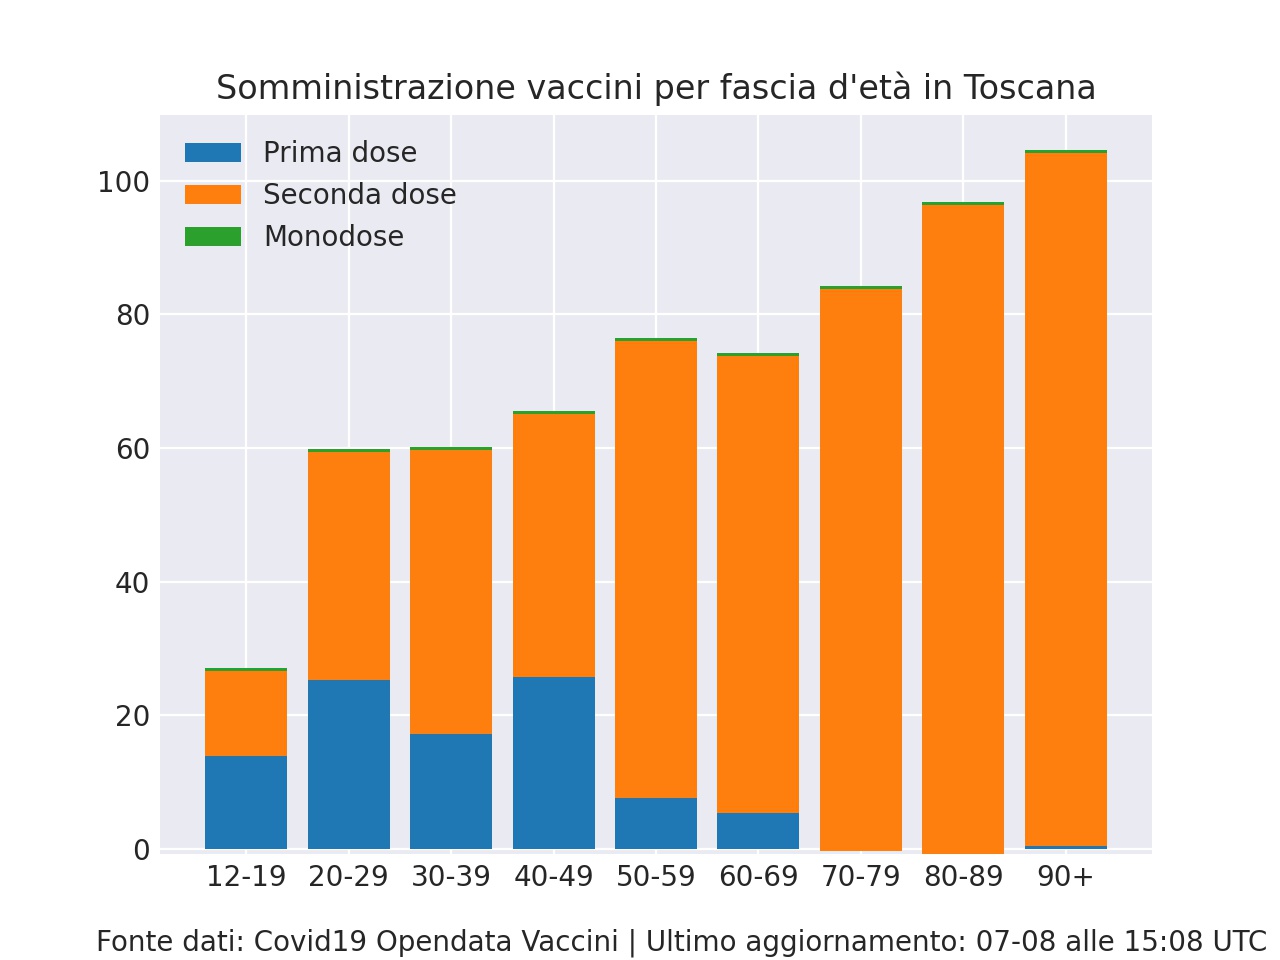 Somministrazione vaccini per fascia d'età in Toscana
Prima dose
Seconda dose
Monodose
100
80
60
40
20
0
12-19 20-29 30-39 40-49 50-59 60-69 70-79 80-89 90+
Fonte dati: Covid19 Opendata Vaccini | Ultimo aggiornamento: 07-08 alle 15:08 UTC